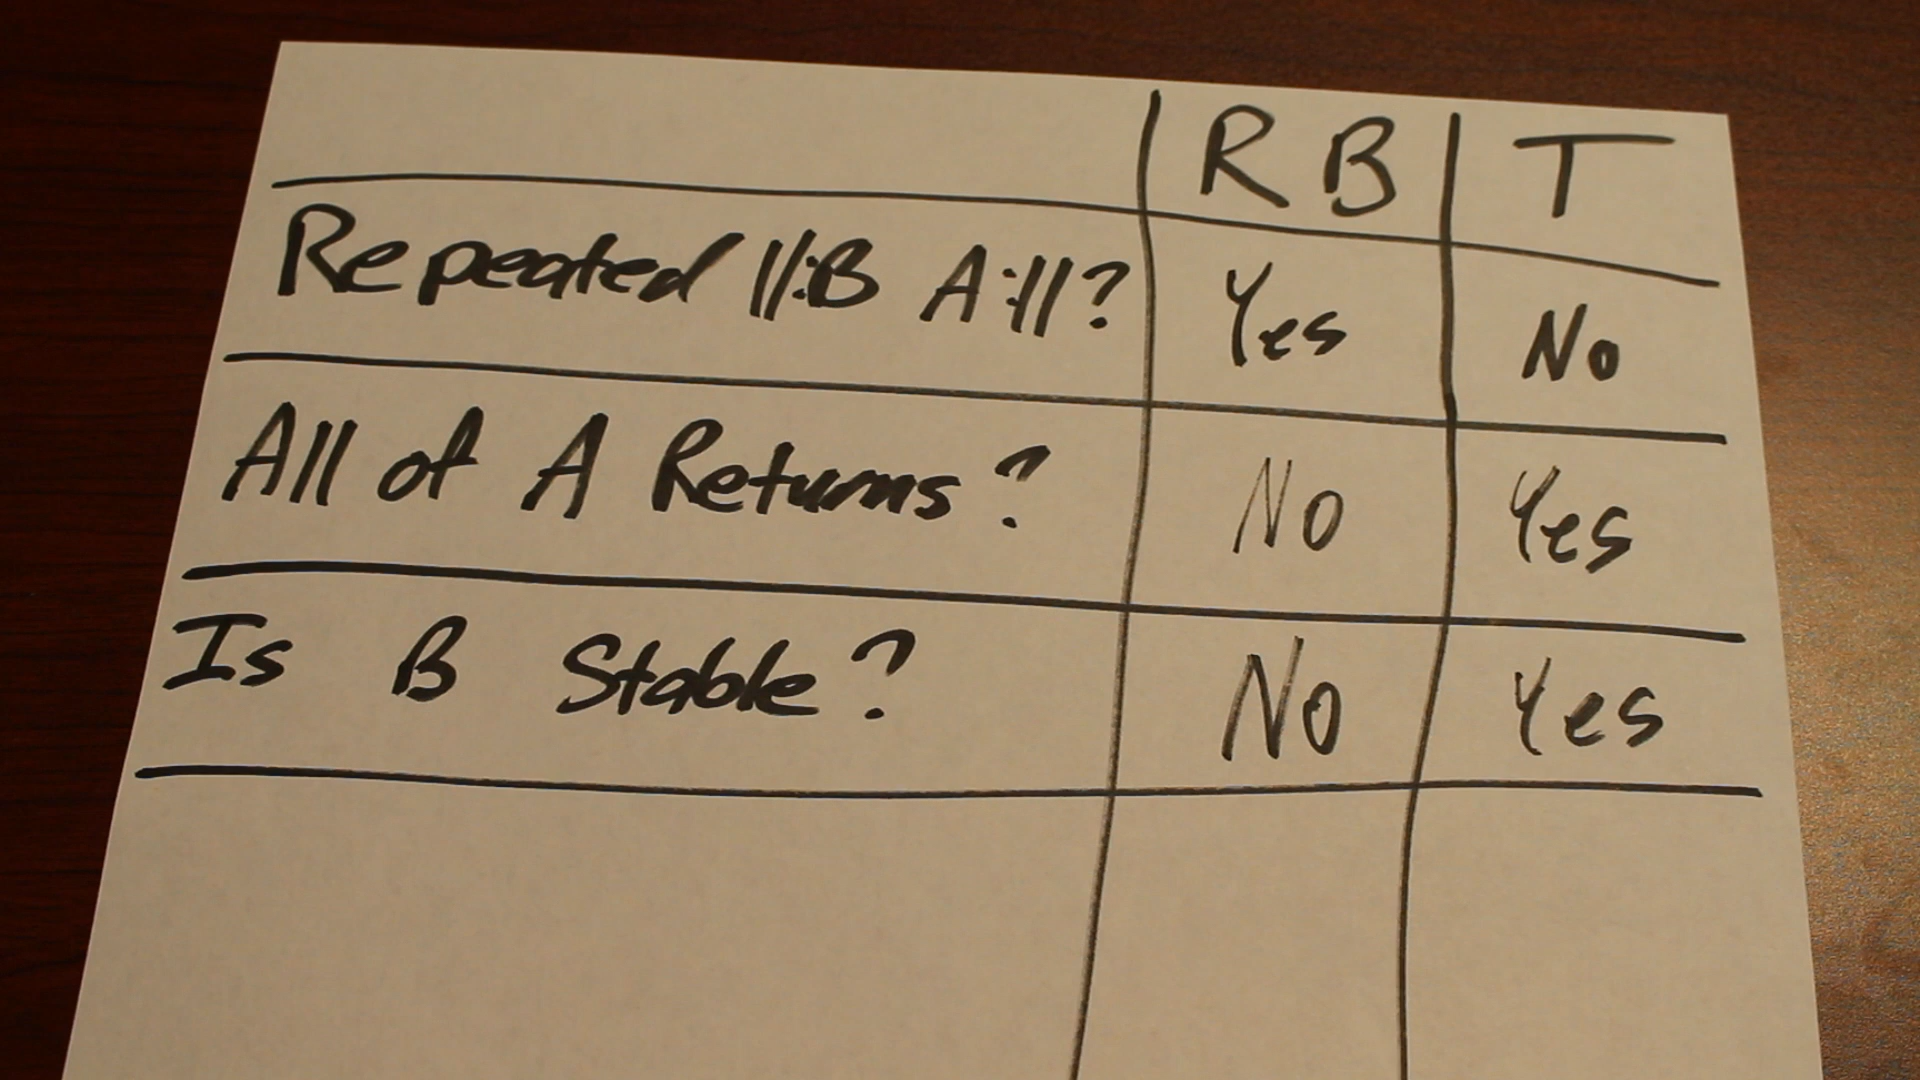 R B T
Repeated ||:B A:||? Yes No
All of A Returns? No Yes
Is B Stable? No Yes